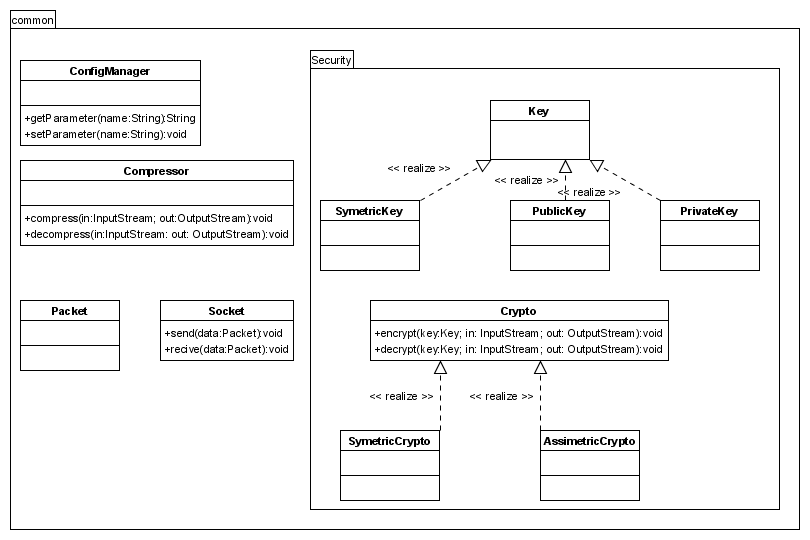 common
ConfigManager
+getParameter(name:String):String
+setParameter(name:String):void
Compressor
+compress(in:InputStream; out:OutputStream):void
+decompress(in:InputStream: out: OutputStream):void
Packet
Socket
+send(data:Packet):void
+recive(data:Packet):void
Security
Key
<< realize >>
<< realize >>
<< realize >>
SymetricKey
PublicKey
PrivateKey
Crypto
+encrypt(key:Key; in: InputStream; out: OutputStream):void
+decrypt(key:Key; in: InputStream; out: OutputStream):void
<< realize >>
<< realize >>
SymetricCrypto
AssimetricCrypto